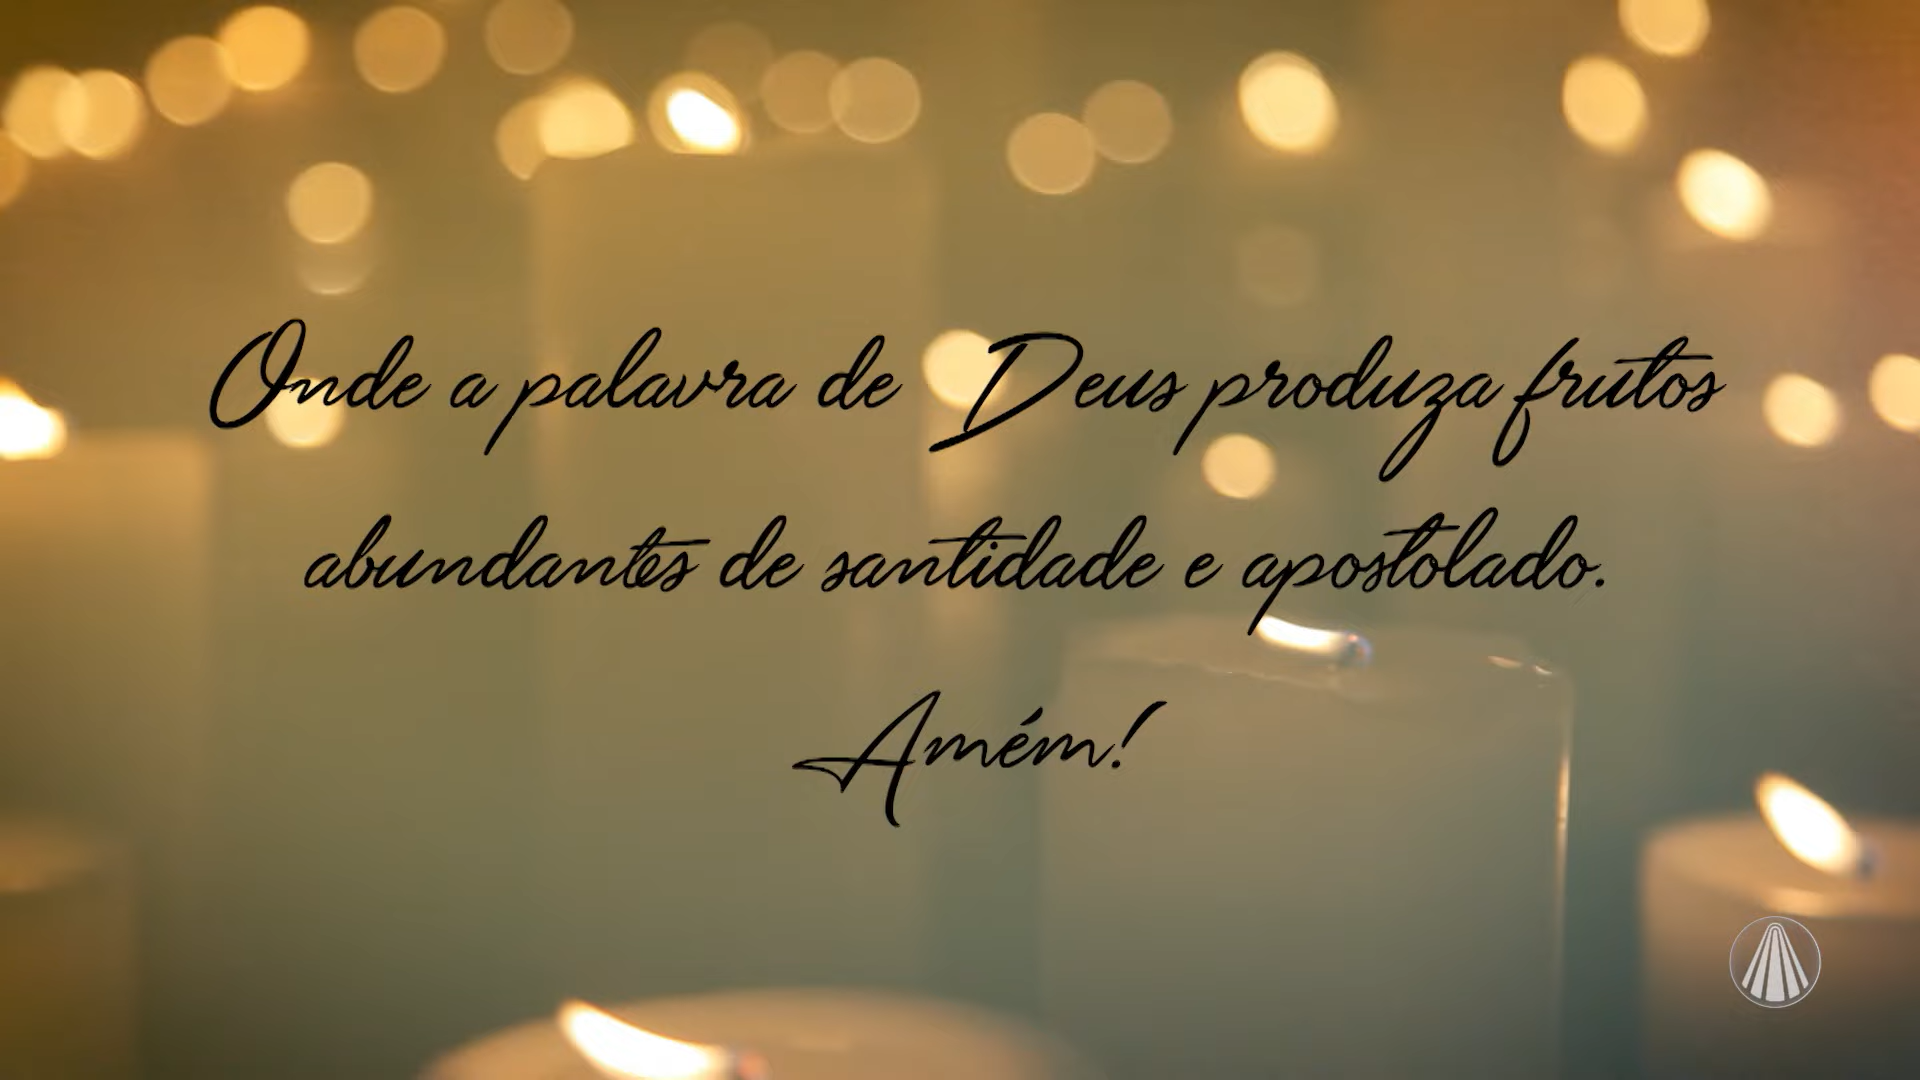 Onde a palavra de Deus produza frutos
abundantes de santidade e apostolado.
Amém!